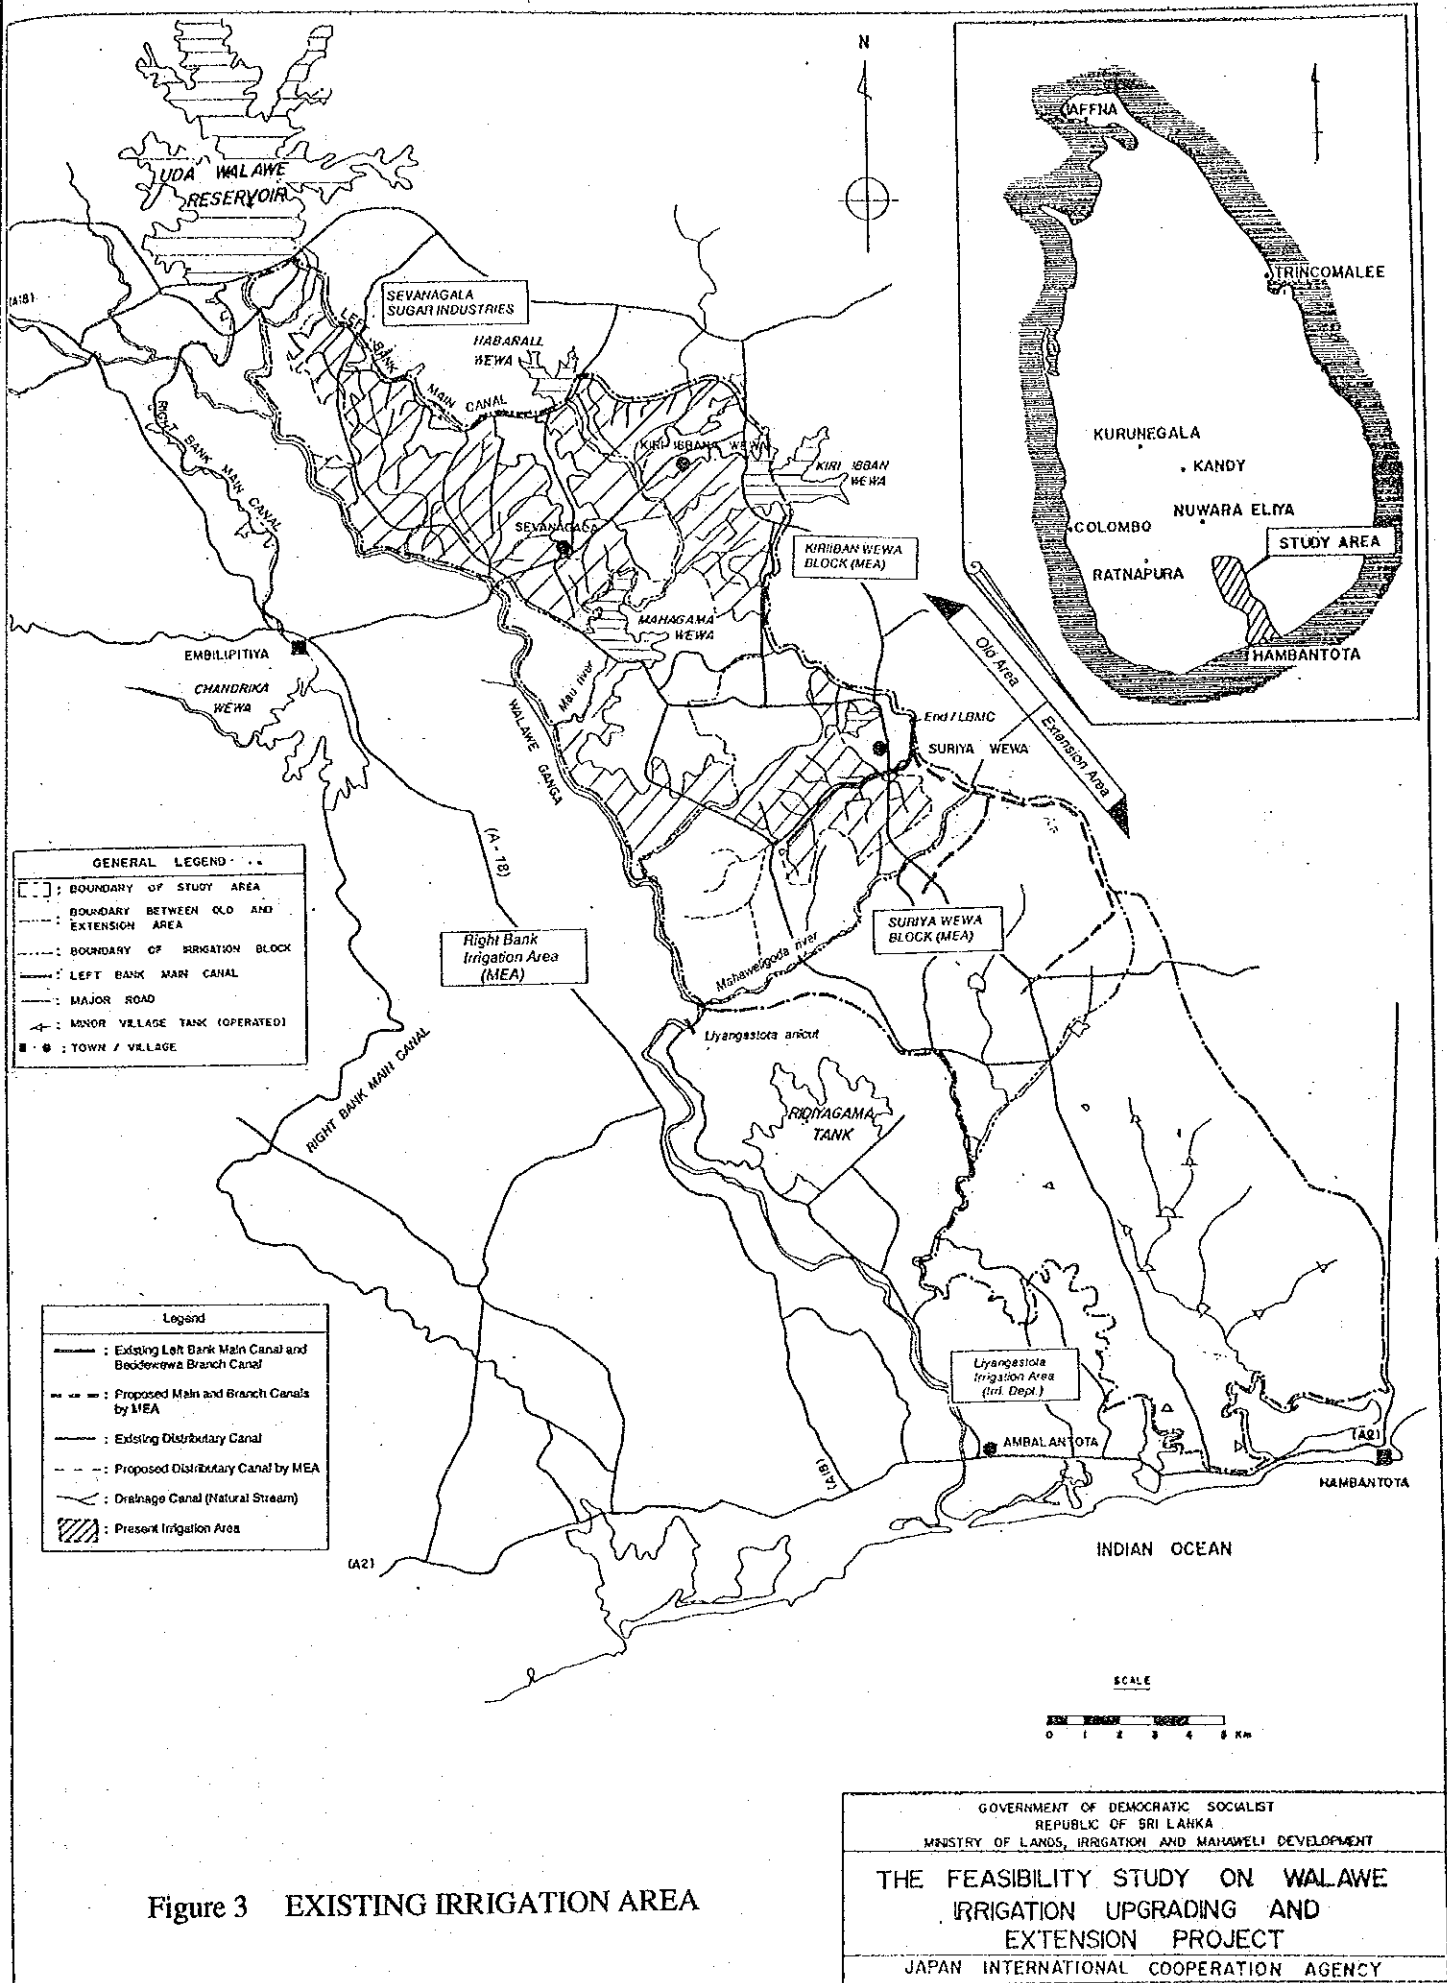 N
UDA WALAWE
RESERVOIR
(A18)
SEVANAGALA
SUGAR INDUSTRIES
HABARALL
WEWA
LEFT BANK MAIN CANAL
RIGHT BANK MAIN CANAL
KIRI IBBANA WEWA
KIRI IBBAN
WEWA
SEVANAGALA
KIRIIBAN WEWA
BLOCK (MEA)
MAHAGAMA
WEWA
EMBILIPITIYA
CHANDRIKA
WEWA
Mau river
WALAWE GANGA
Old Area
Extension Area
End / LBMC
SURIYA WEWA
(A-18)
JAFFNA
TRINCOMALEE
KURUNEGALA
KANDY
NUWARA ELIYA
COLOMBO
STUDY AREA
RATNAPURA
HAMBANTOTA
GENERAL LEGEND
: BOUNDARY OF STUDY AREA
: BOUNDARY BETWEEN OLD AND
EXTENSION AREA
: BOUNDARY OF IRRIGATION BLOCK
: LEFT BANK MAIN CANAL
: MAJOR ROAD
: MINOR VILLAGE TANK (OPERATED)
: TOWN / VILLAGE
Right Bank
Irrigation Area
(MEA)
SURIYA WEWA
BLOCK (MEA)
Mahaweligoda river
Liyangastota anicut
RIDIYAGAMA
TANK
RIGHT BANK MAIN CANAL
Legend
: Existing Left Bank Main Canal and
Beddewewa Branch Canal
: Proposed Main and Branch Canals
by MEA
: Existing Distributary Canal
: Proposed Distributary Canal by MEA
: Drainage Canal (Natural Stream)
: Present Irrigation Area
Liyangastota
Irrigation Area
(Irri. Dept.)
AMBALANTOTA
(A18)
(A2)
HAMBANTOTA
(A2)
INDIAN OCEAN
SCALE
0 1 2 3 4 5 Km
GOVERNMENT OF DEMOCRATIC SOCIALIST
REPUBLIC OF SRI LANKA
MINISTRY OF LANDS, IRRIGATION AND MAHAWELI DEVELOPMENT
THE FEASIBILITY STUDY ON WALAWE
IRRIGATION UPGRADING AND
EXTENSION PROJECT
JAPAN INTERNATIONAL COOPERATION AGENCY
Figure 3 EXISTING IRRIGATION AREA